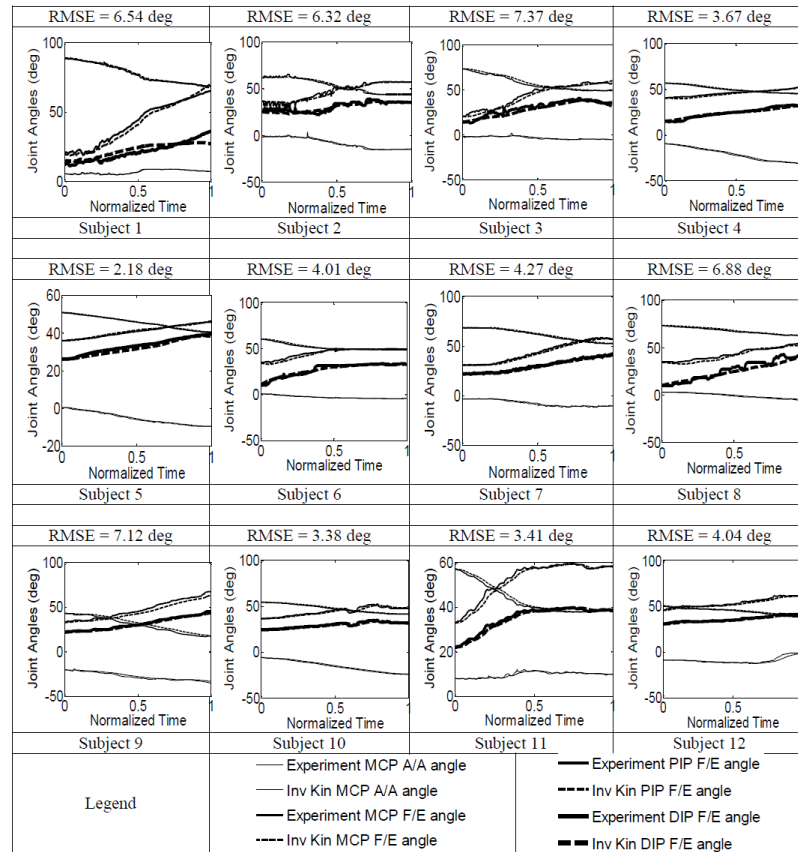 RMSE = 6.54 deg RMSE = 6.32 deg RMSE = 7.37 deg RMSE = 3.67 deg
Joint Angles (deg) 100 50 0 0 0.5 1 Normalized Time
Joint Angles (deg) 100 50 0 -50 0 0.5 1 Normalized Time
Joint Angles (deg) 100 50 0 -50 0 0.5 1 Normalized Time
Joint Angles (deg) 100 50 0 -50 0 0.5 Normalized Time
Subject 1 Subject 2 Subject 3 Subject 4
RMSE = 2.18 deg RMSE = 4.01 deg RMSE = 4.27 deg RMSE = 6.88 deg
Joint Angles (deg) 60 40 20 0 -20 0 0.5 1 Normalized Time
Joint Angles (deg) 100 50 0 -50 0 0.5 1 Normalized Time
Joint Angles (deg) 100 50 0 -50 0 0.5 1 Normalized Time
Joint Angles (deg) 100 50 0 -50 0 0.5 Normalized Time
Subject 5 Subject 6 Subject 7 Subject 8
RMSE = 7.12 deg RMSE = 3.38 deg RMSE = 3.41 deg RMSE = 4.04 deg
Joint Angles (deg) 100 50 0 -50 0 0.5 1 Normalized Time
Joint Angles (deg) 100 50 0 -50 0 0.5 1 Normalized Time
Joint Angles (deg) 60 40 20 0 0 0.5 1 Normalized Time
Joint Angles (deg) 100 50 0 -50 0 0.5 Normalized Time
Subject 9 Subject 10 Subject 11 Subject 12
Legend
Experiment MCP A/A angle
Inv Kin MCP A/A angle
Experiment MCP F/E angle
Inv Kin MCP F/E angle
Experiment PIP F/E angle
Inv Kin PIP F/E angle
Experiment DIP F/E angle
Inv Kin DIP F/E angle